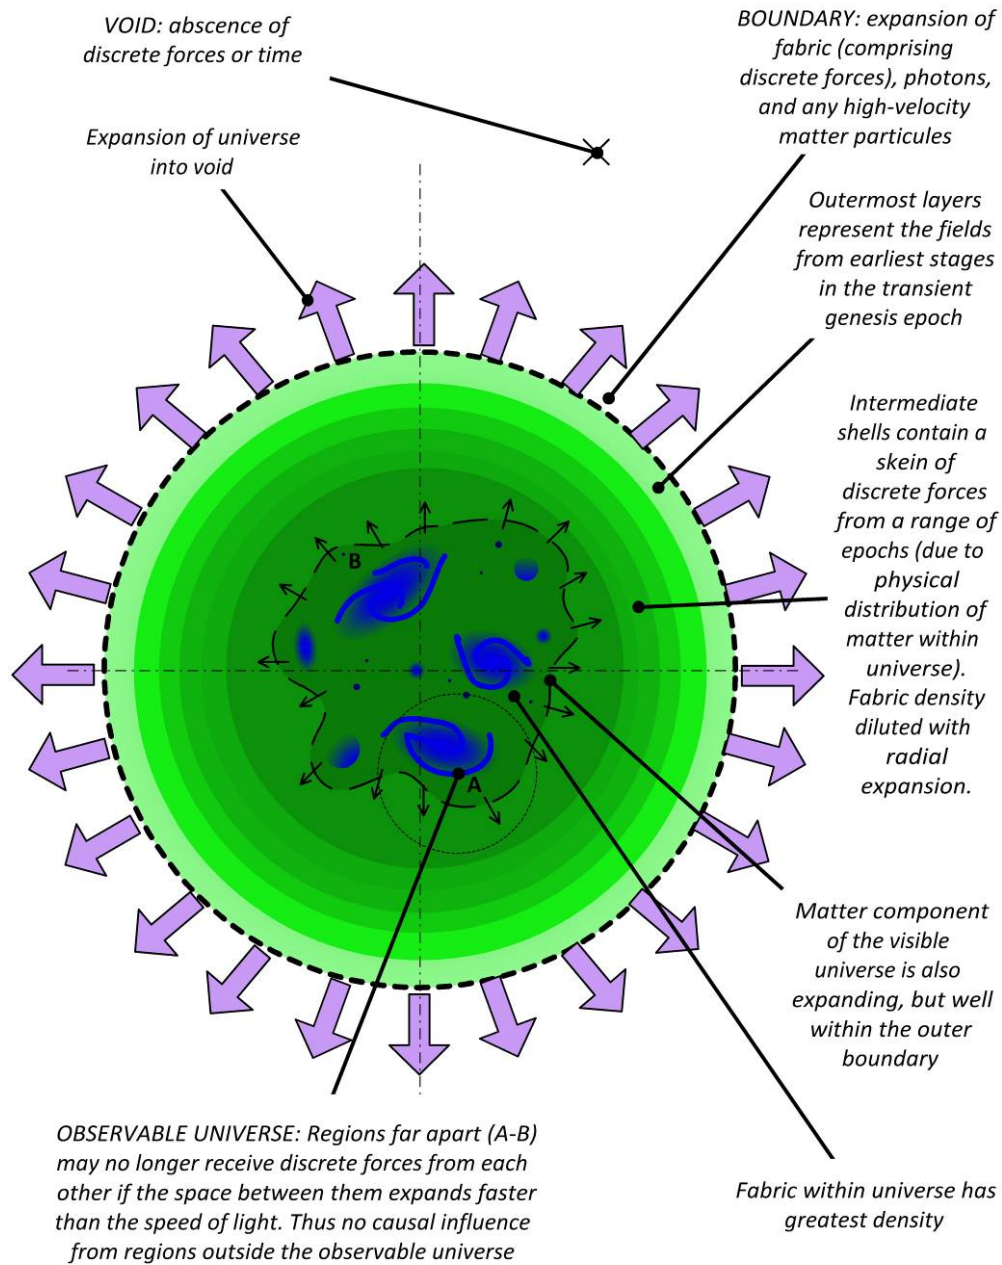 VOID: abscence of
discrete forces or time
Expansion of universe
into void
BOUNDARY: expansion of
fabric (comprising
discrete forces), photons,
and any high-velocity
matter particules
Outermost layers
represent the fields
from earliest stages
in the transient
genesis epoch
Intermediate
shells contain a
skein of
discrete forces
from a range of
epochs (due to
physical
distribution of
matter within
universe).
Fabric density
diluted with
radial
expansion.
B
A
Matter component
of the visible
universe is also
expanding, but well
within the outer
boundary
OBSERVABLE UNIVERSE: Regions far apart (A-B)
may no longer receive discrete forces from each
other if the space between them expands faster
than the speed of light. Thus no causal influence
from regions outside the observable universe
Fabric within universe has
greatest density